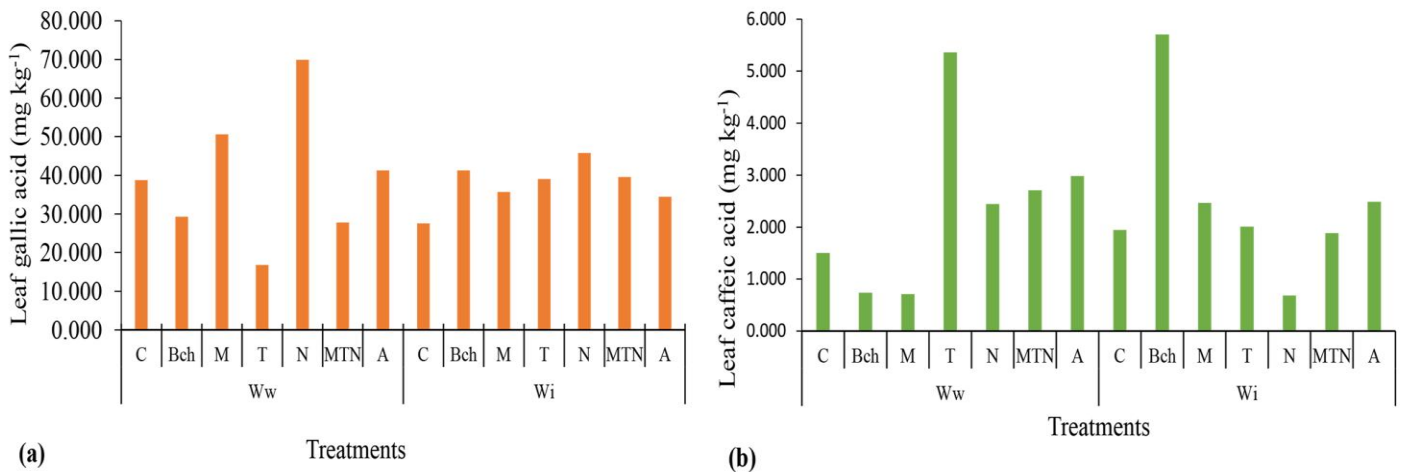 Leaf gallic acid (mg kg⁻¹)
80.000
70.000
60.000
50.000
40.000
30.000
20.000
10.000
0.000
C Bch M T N MTN A C Bch M T N MTN A
Ww Wi
Treatments
(a)
Leaf caffeic acid (mg kg⁻¹)
6.000
5.000
4.000
3.000
2.000
1.000
0.000
C Bch M T N MTN A C Bch M T N MTN A
Ww Wi
Treatments
(b)